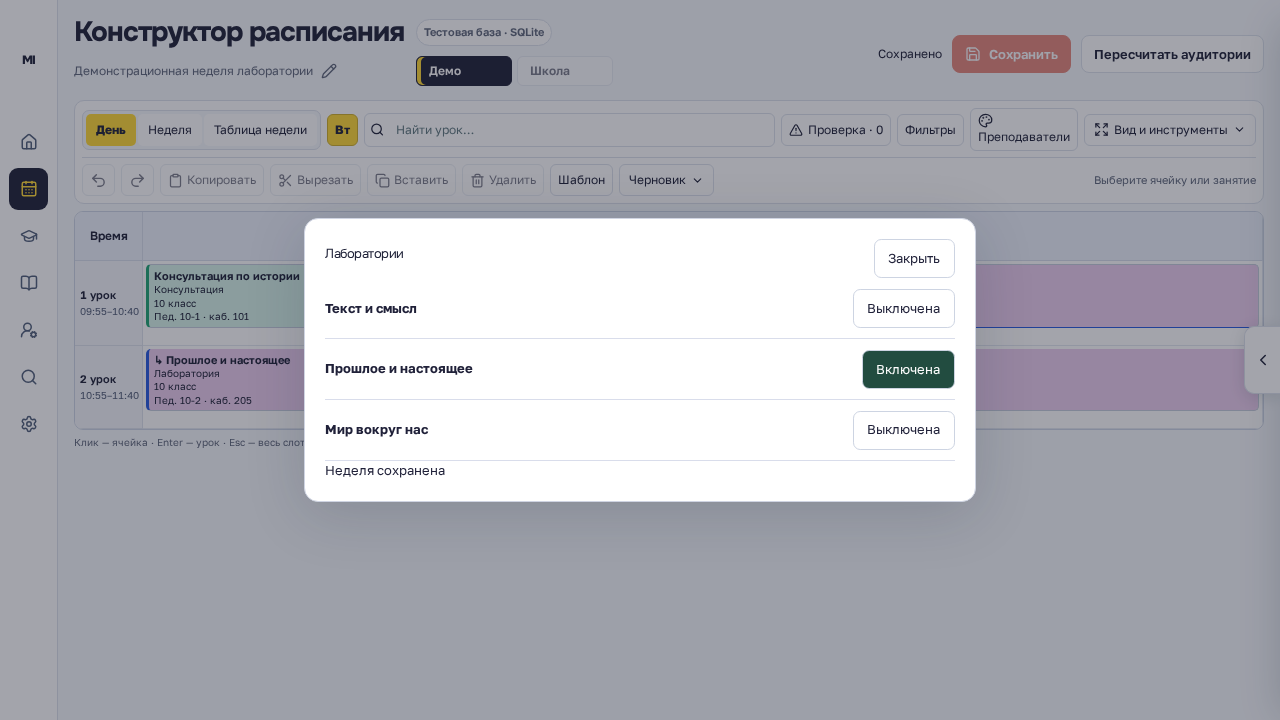 Конструктор расписания
Тестовая база · SQLite
Демонстрационная неделя лаборатории
Демо
Школа
Сохранено
Сохранить
Пересчитать аудитории
MI
День
Неделя
Таблица недели
Вт
Найти урок...
Проверка · 0
Фильтры
Преподаватели
Вид и инструменты
Копировать
Вырезать
Вставить
Удалить
Шаблон
Черновик
Выберите ячейку или занятие
Время
1 урок
09:55–10:40
Консультация по истории
Консультация
10 класс
Пед. 10-1 · каб. 101
2 урок
10:55–11:40
↳ Прошлое и настоящее
Лаборатория
10 класс
Пед. 10-2 · каб. 205
Клик — ячейка · Enter — урок · Esc — весь слот
Лаборатории
Закрыть
Текст и смысл
Выключена
Прошлое и настоящее
Включена
Мир вокруг нас
Выключена
Неделя сохранена